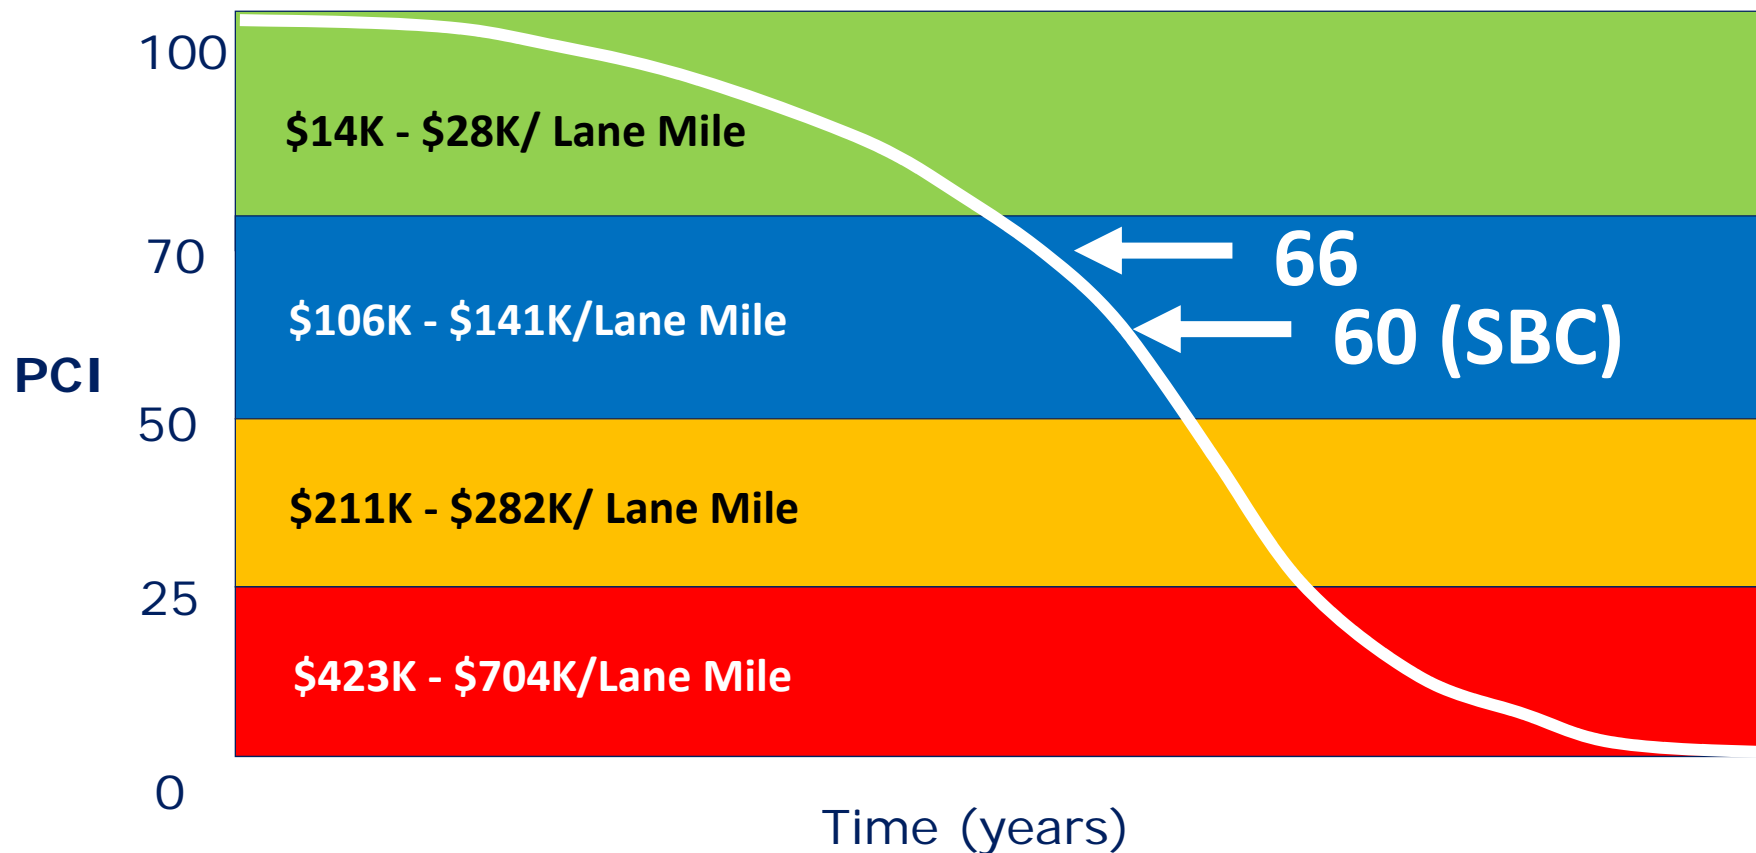 100
$14K - $28K/ Lane Mile
70
66
$106K - $141K/Lane Mile
60 (SBC)
PCI
50
$211K - $282K/ Lane Mile
25
$423K - $704K/Lane Mile
0
Time (years)